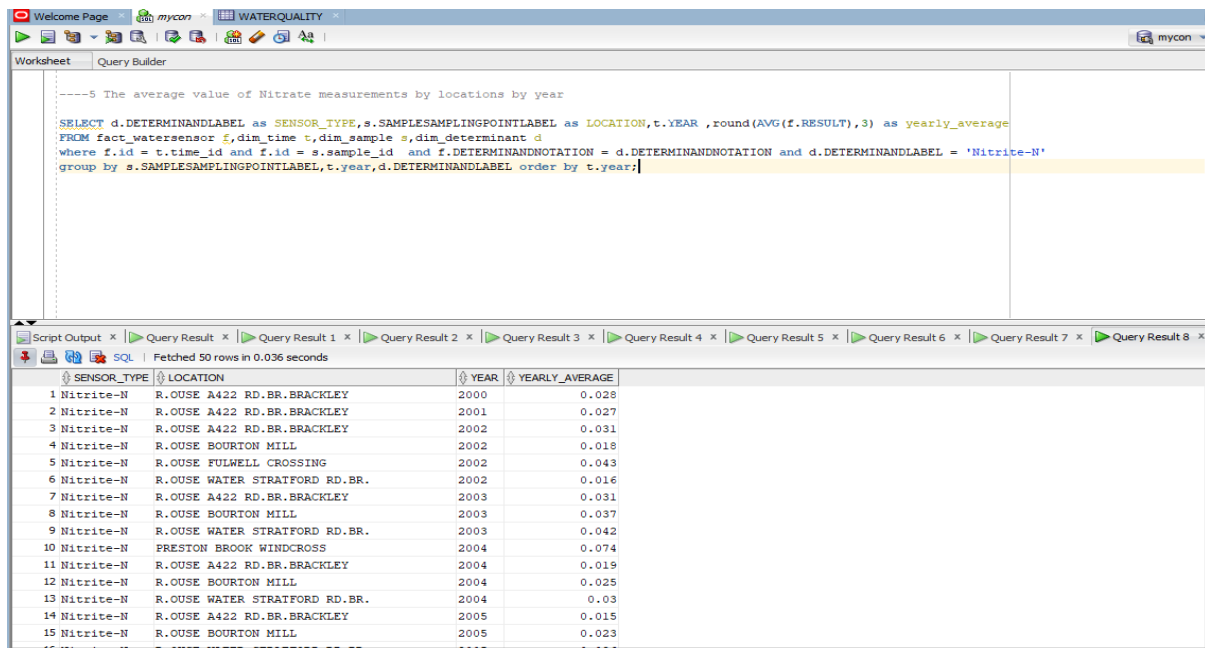 Welcome Page × mycon × WATERQUALITY ×
mycon
Worksheet Query Builder
----5 The average value of Nitrate measurements by locations by year
SELECT d.DETERMINANDLABEL as SENSOR_TYPE,s.SAMPLESAMPLINGPOINTLABEL as LOCATION,t.YEAR ,round(AVG(f.RESULT),3) as yearly_average
FROM fact_watersensor f,dim_time t,dim_sample s,dim_determinant d
where f.id = t.time_id and f.id = s.sample_id  and f.DETERMINANDNOTATION = d.DETERMINANDNOTATION and d.DETERMINANDLABEL = 'Nitrite-N'
group by s.SAMPLESAMPLINGPOINTLABEL,t.year,d.DETERMINANDLABEL order by t.year;
Script Output × Query Result × Query Result 1 × Query Result 2 × Query Result 3 × Query Result 4 × Query Result 5 × Query Result 6 × Query Result 7 × Query Result 8 ×
SQL | Fetched 50 rows in 0.036 seconds
SENSOR_TYPE LOCATION YEAR YEARLY_AVERAGE
1 Nitrite-N R.OUSE A422 RD.BR.BRACKLEY 2000 0.028
2 Nitrite-N R.OUSE A422 RD.BR.BRACKLEY 2001 0.027
3 Nitrite-N R.OUSE A422 RD.BR.BRACKLEY 2002 0.031
4 Nitrite-N R.OUSE BOURTON MILL 2002 0.018
5 Nitrite-N R.OUSE FULWELL CROSSING 2002 0.043
6 Nitrite-N R.OUSE WATER STRATFORD RD.BR. 2002 0.016
7 Nitrite-N R.OUSE A422 RD.BR.BRACKLEY 2003 0.031
8 Nitrite-N R.OUSE BOURTON MILL 2003 0.037
9 Nitrite-N R.OUSE WATER STRATFORD RD.BR. 2003 0.042
10 Nitrite-N PRESTON BROOK WINDCROSS 2004 0.074
11 Nitrite-N R.OUSE A422 RD.BR.BRACKLEY 2004 0.019
12 Nitrite-N R.OUSE BOURTON MILL 2004 0.025
13 Nitrite-N R.OUSE WATER STRATFORD RD.BR. 2004 0.03
14 Nitrite-N R.OUSE A422 RD.BR.BRACKLEY 2005 0.015
15 Nitrite-N R.OUSE BOURTON MILL 2005 0.023